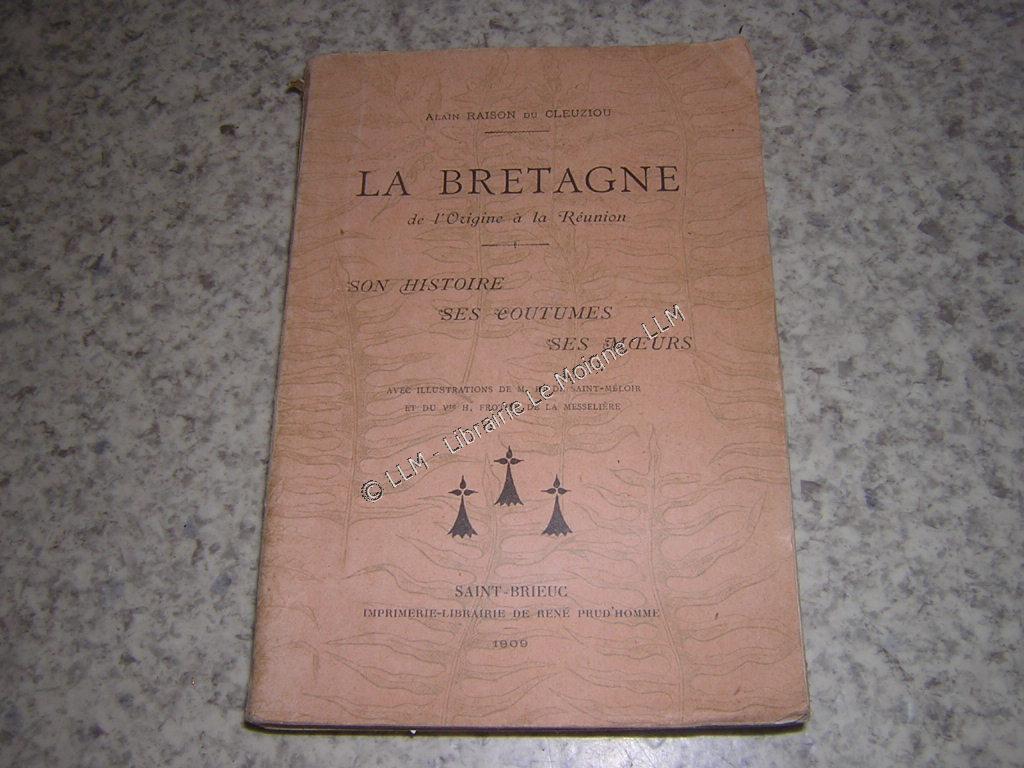 Alain RAISON DU CLEUZIOU
LA BRETAGNE
de l'Origine à la Réunion
SON HISTOIRE
SES COUTUMES
SES MŒURS
AVEC ILLUSTRATIONS DE M. DE SAINT-MÉLOIR
ET DU Vte H. FROTIER DE LA MESSELIÈRE
© LLM - Librairie Le Moigne - LLM
SAINT-BRIEUC
IMPRIMERIE-LIBRAIRIE DE RENÉ PRUD'HOMME
1909